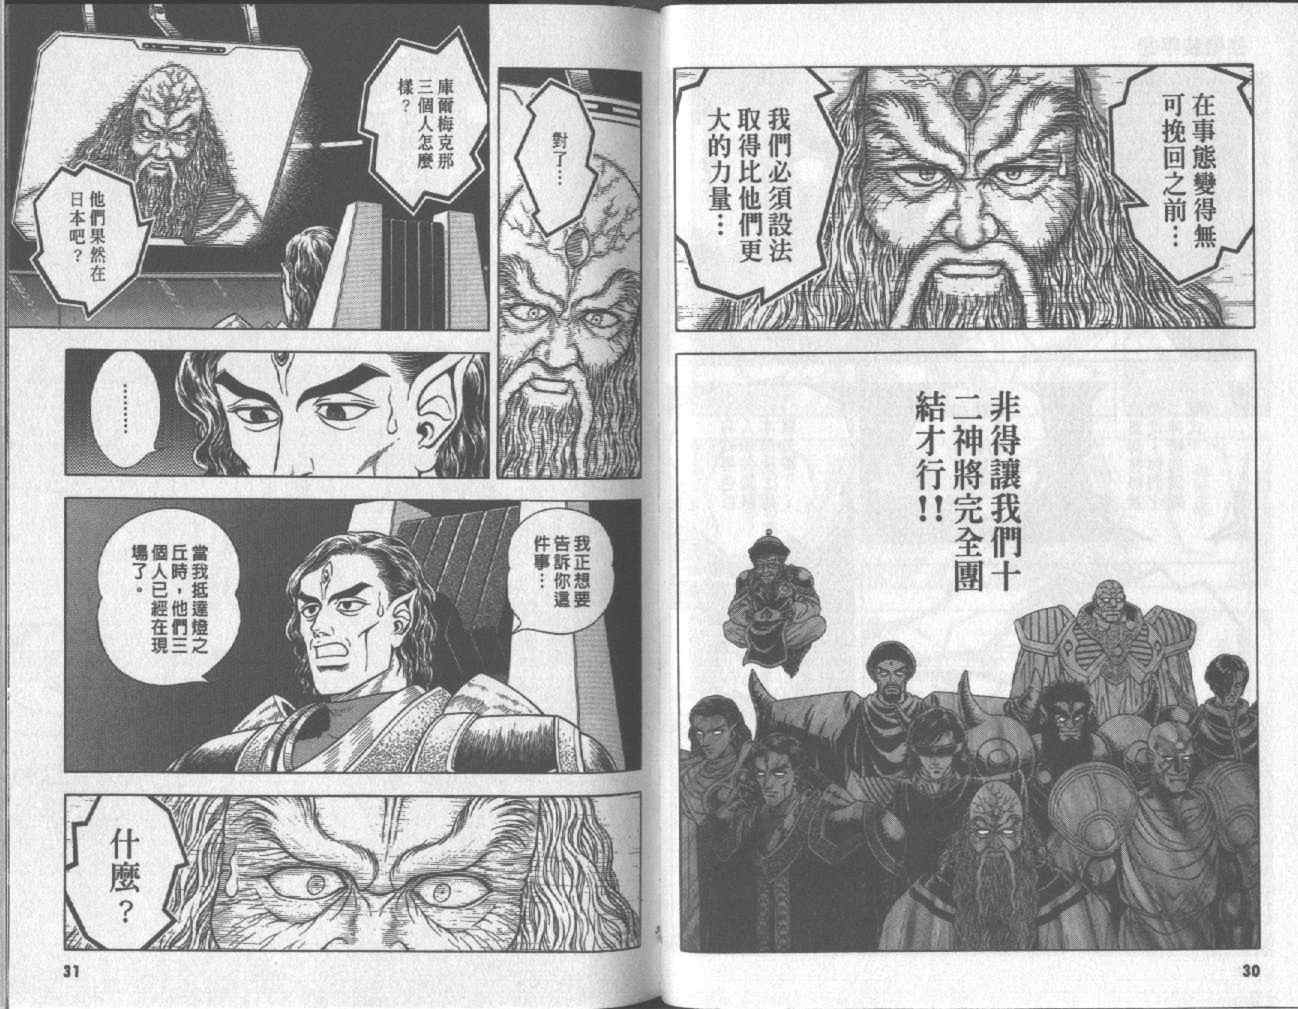 在事態變得無
可挽回之前…
我們必須設法
取得比他們更
大的力量…
非得讓我們十
二神將完全團
結才行!!
30
對了…
庫爾梅克那
三個人怎麼
樣？
他們果然在
日本吧？
………
我正想要
告訴你這
件事…
當我抵達燈之
丘時，他們三
個人已經在現
場了。
什麼？
31